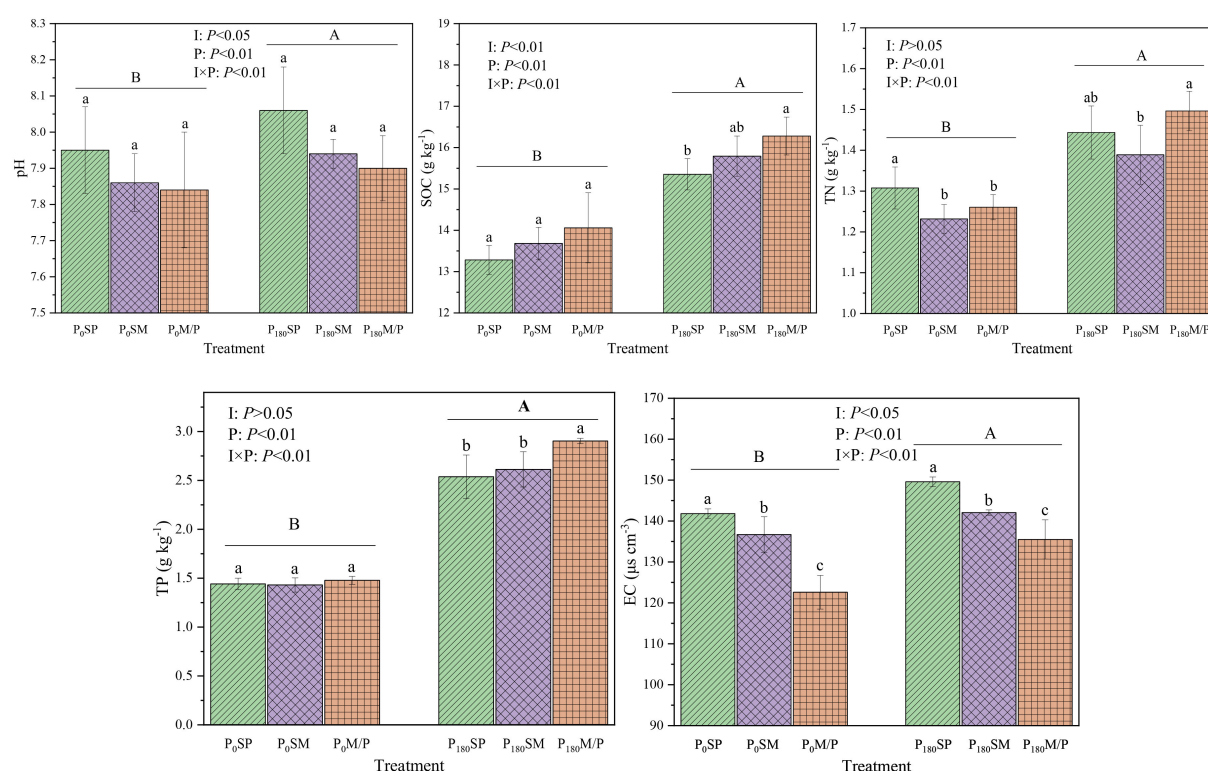 I: P<0.05
P: P<0.01
I×P: P<0.01
B
A
a
a
a
a
a
a
pH
8.3
8.2
8.1
8.0
7.9
7.8
7.7
7.6
7.5
P₀SP
P₀SM
P₀M/P
P₁₈₀SP
P₁₈₀SM
P₁₈₀M/P
Treatment
I: P<0.01
P: P<0.01
I×P: P<0.01
B
A
a
a
a
b
ab
a
SOC (g kg⁻¹)
19
18
17
16
15
14
13
12
P₀SP
P₀SM
P₀M/P
P₁₈₀SP
P₁₈₀SM
P₁₈₀M/P
Treatment
I: P>0.05
P: P<0.01
I×P: P<0.01
B
A
a
b
b
ab
b
a
TN (g kg⁻¹)
1.7
1.6
1.5
1.4
1.3
1.2
1.1
1.0
P₀SP
P₀SM
P₀M/P
P₁₈₀SP
P₁₈₀SM
P₁₈₀M/P
Treatment
I: P>0.05
P: P<0.01
I×P: P<0.01
B
A
a
a
a
b
b
a
TP (g kg⁻¹)
3.0
2.5
2.0
1.5
1.0
0.5
0.0
P₀SP
P₀SM
P₀M/P
P₁₈₀SP
P₁₈₀SM
P₁₈₀M/P
Treatment
I: P<0.05
P: P<0.01
I×P: P<0.01
B
A
a
b
c
a
b
c
EC (μs cm⁻³)
170
160
150
140
130
120
110
100
90
P₀SP
P₀SM
P₀M/P
P₁₈₀SP
P₁₈₀SM
P₁₈₀M/P
Treatment